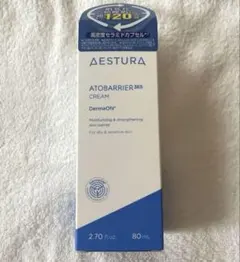 120
高密度セラミドカプセル*
AESTURA
ATOBARRIER365
CREAM
DermaON®
Moisturizing & strengthening
skin barrier
For dry & sensitive skin
2.70 fl.oz.
80 mL